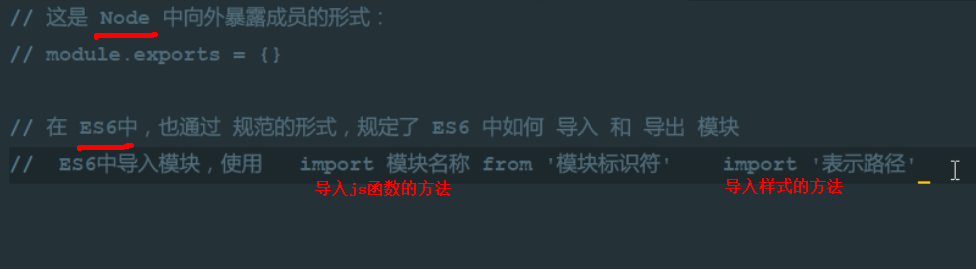 // 这是 Node 中向外暴露成员的形式：
// module.exports = {}
// 在 ES6中，也通过 规范的形式，规定了 ES6 中如何 导入 和 导出 模块
// ES6中导入模块，使用 import 模块名称 from '模块标识符' import '表示路径'
导入js函数的方法 导入样式的方法